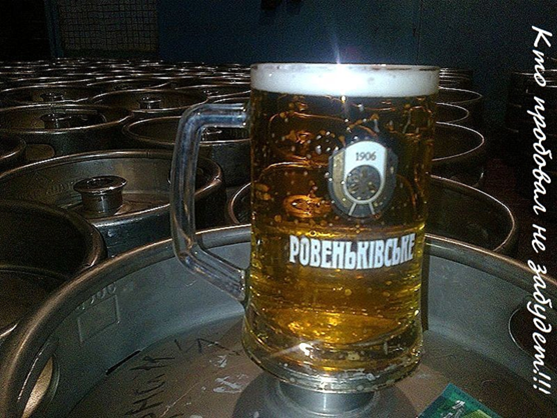 1906
РОВЕНЬКІВСЬКЕ
Кто пробовал не забудет!!!